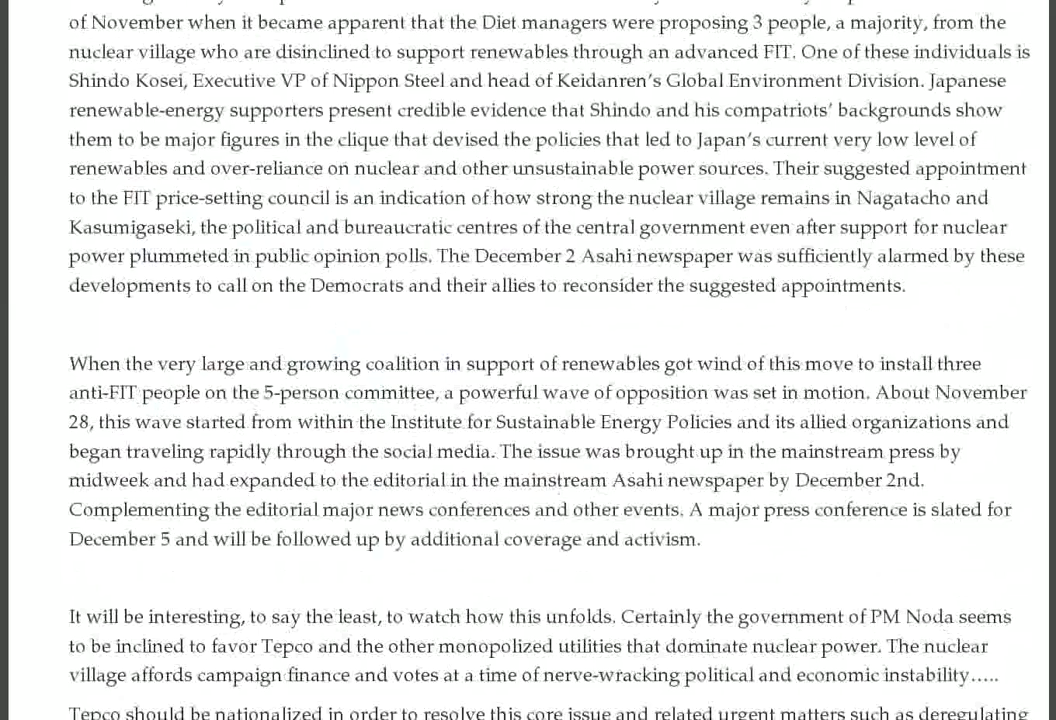 of November when it became apparent that the Diet managers were proposing 3 people, a majority, from the
nuclear village who are disinclined to support renewables through an advanced FIT. One of these individuals is
Shindo Kosei, Executive VP of Nippon Steel and head of Keidanren’s Global Environment Division. Japanese
renewable-energy supporters present credible evidence that Shindo and his compatriots’ backgrounds show
them to be major figures in the clique that devised the policies that led to Japan’s current very low level of
renewables and over-reliance on nuclear and other unsustainable power sources. Their suggested appointment
to the FIT price-setting council is an indication of how strong the nuclear village remains in Nagatacho and
Kasumigaseki, the political and bureaucratic centres of the central government even after support for nuclear
power plummeted in public opinion polls. The December 2 Asahi newspaper was sufficiently alarmed by these
developments to call on the Democrats and their allies to reconsider the suggested appointments.
When the very large and growing coalition in support of renewables got wind of this move to install three
anti-FIT people on the 5-person committee, a powerful wave of opposition was set in motion. About November
28, this wave started from within the Institute for Sustainable Energy Policies and its allied organizations and
began traveling rapidly through the social media. The issue was brought up in the mainstream press by
midweek and had expanded to the editorial in the mainstream Asahi newspaper by December 2nd.
Complementing the editorial major news conferences and other events. A major press conference is slated for
December 5 and will be followed up by additional coverage and activism.
It will be interesting, to say the least, to watch how this unfolds. Certainly the government of PM Noda seems
to be inclined to favor Tepco and the other monopolized utilities that dominate nuclear power. The nuclear
village affords campaign finance and votes at a time of nerve-wracking political and economic instability…..
Tepco should be nationalized in order to resolve this core issue and related urgent matters such as deregulating